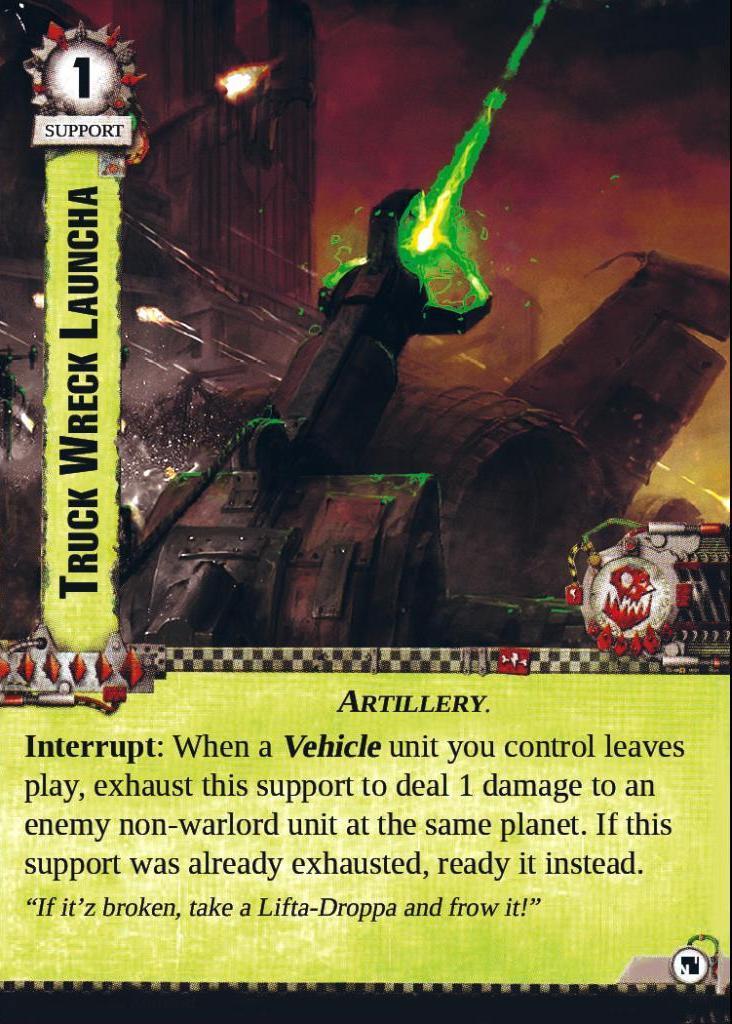 1
SUPPORT
TRUCK WRECK LAUNCHA
ARTILLERY.
Interrupt: When a Vehicle unit you control leaves
play, exhaust this support to deal 1 damage to an
enemy non-warlord unit at the same planet. If this
support was already exhausted, ready it instead.
“If it’z broken, take a Lifta-Droppa and frow it!”